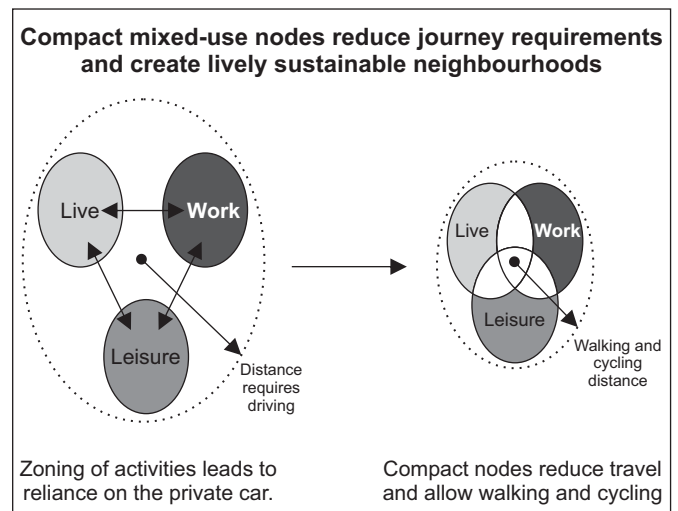 Compact mixed-use nodes reduce journey requirements
and create lively sustainable neighbourhoods
Live
Work
Leisure
Distance
requires
driving
Live
Work
Leisure
Walking and
cycling
distance
Zoning of activities leads to
reliance on the private car.
Compact nodes reduce travel
and allow walking and cycling